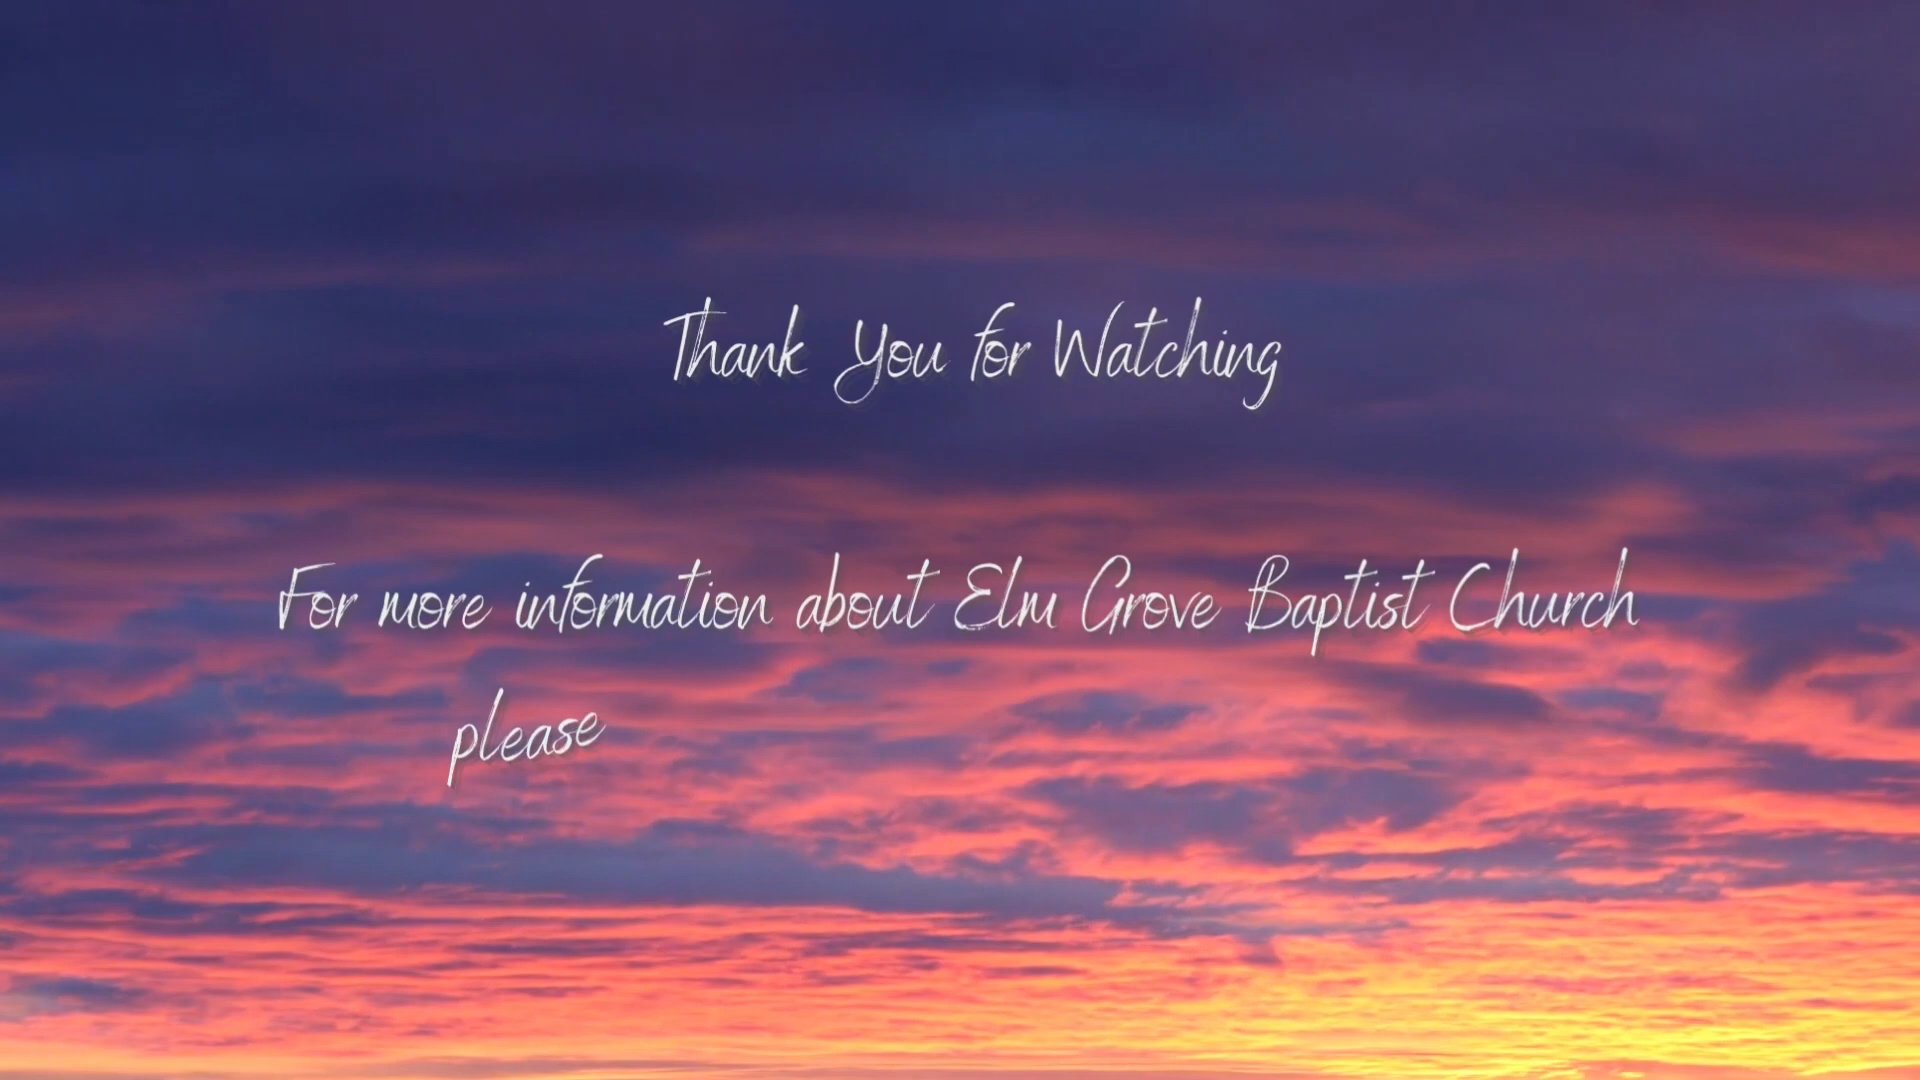 Thank You for Watching
For more information about Elm Grove Baptist Church
please